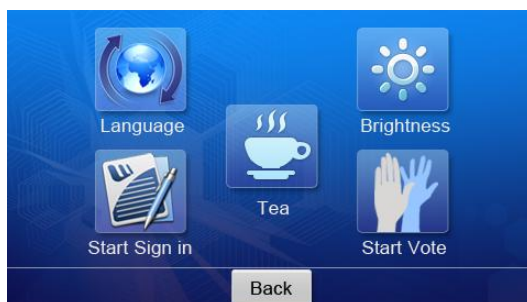 Language
Brightness
Tea
Start Sign in
Start Vote
Back